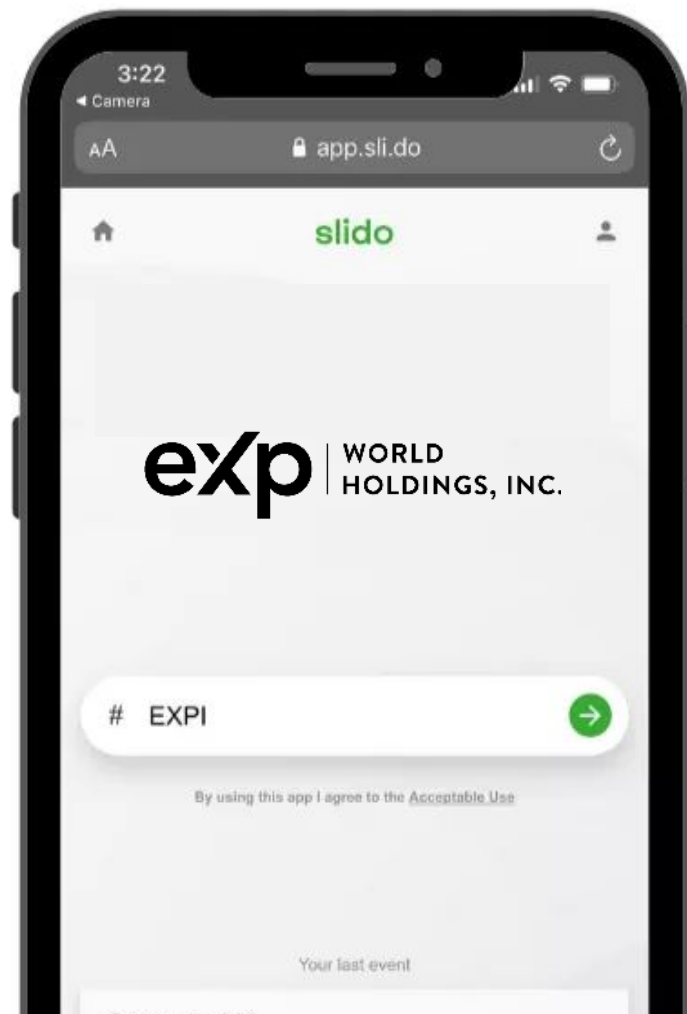 3:22
◀ Camera
AA
app.sli.do
slido
exp WORLD
HOLDINGS, INC.
# EXPI
By using this app I agree to the Acceptable Use
Your last event